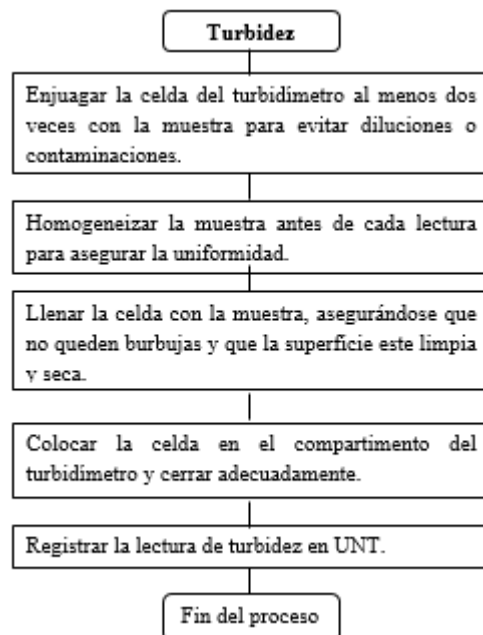 Turbidez
Enjuagar la celda del turbidímetro al menos dos
veces con la muestra para evitar diluciones o
contaminaciones.
Homogeneizar la muestra antes de cada lectura
para asegurar la uniformidad.
Llenar la celda con la muestra, asegurándose que
no queden burbujas y que la superficie este limpia
y seca.
Colocar la celda en el compartimento del
turbidímetro y cerrar adecuadamente.
Registrar la lectura de turbidez en UNT.
Fin del proceso